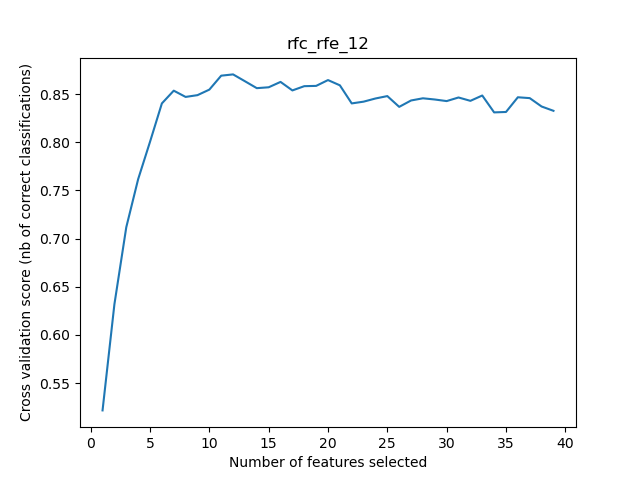 rfc_rfe_12
Cross validation score (nb of correct classifications)
0.85
0.80
0.75
0.70
0.65
0.60
0.55
0 5 10 15 20 25 30 35 40
Number of features selected